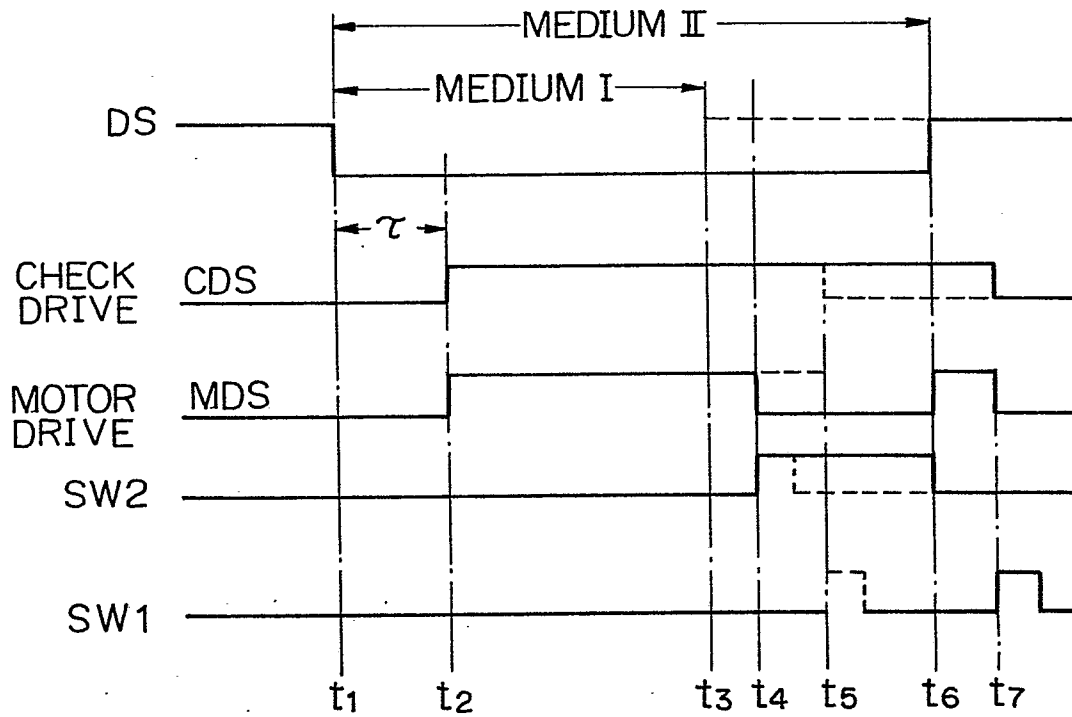 MEDIUM II
MEDIUM I
DS
τ
CHECK DRIVE CDS
MOTOR DRIVE MDS
SW2
SW1
t1 t2 t3 t4 t5 t6 t7